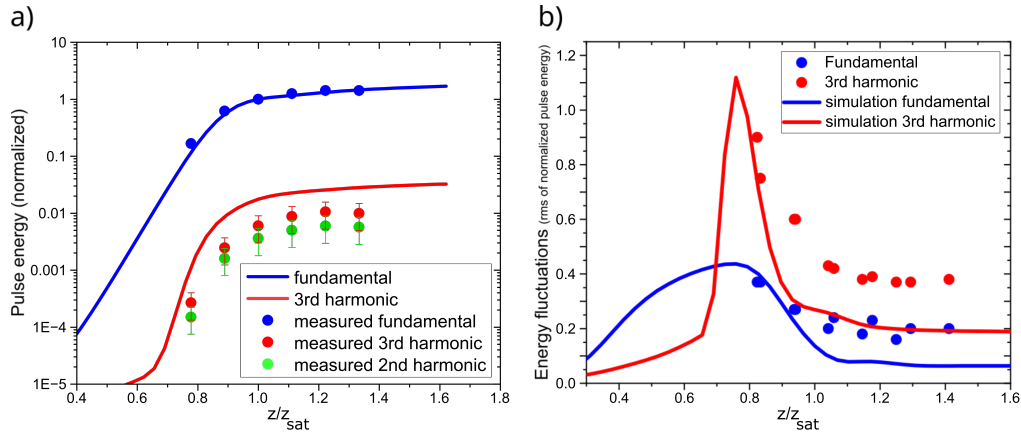 a)
Pulse energy (normalized)
10
1
0.1
0.01
0.001
1E−4
1E−5
0.4 0.6 0.8 1.0 1.2 1.4 1.6 1.8
z/z_sat
fundamental
3rd harmonic
measured fundamental
measured 3rd harmonic
measured 2nd harmonic
b)
Energy fluctuations (rms of normalized pulse energy)
1.2
1.0
0.8
0.6
0.4
0.2
0.0
0.4 0.6 0.8 1.0 1.2 1.4 1.6
z/z_sat
Fundamental
3rd harmonic
simulation fundamental
simulation 3rd harmonic